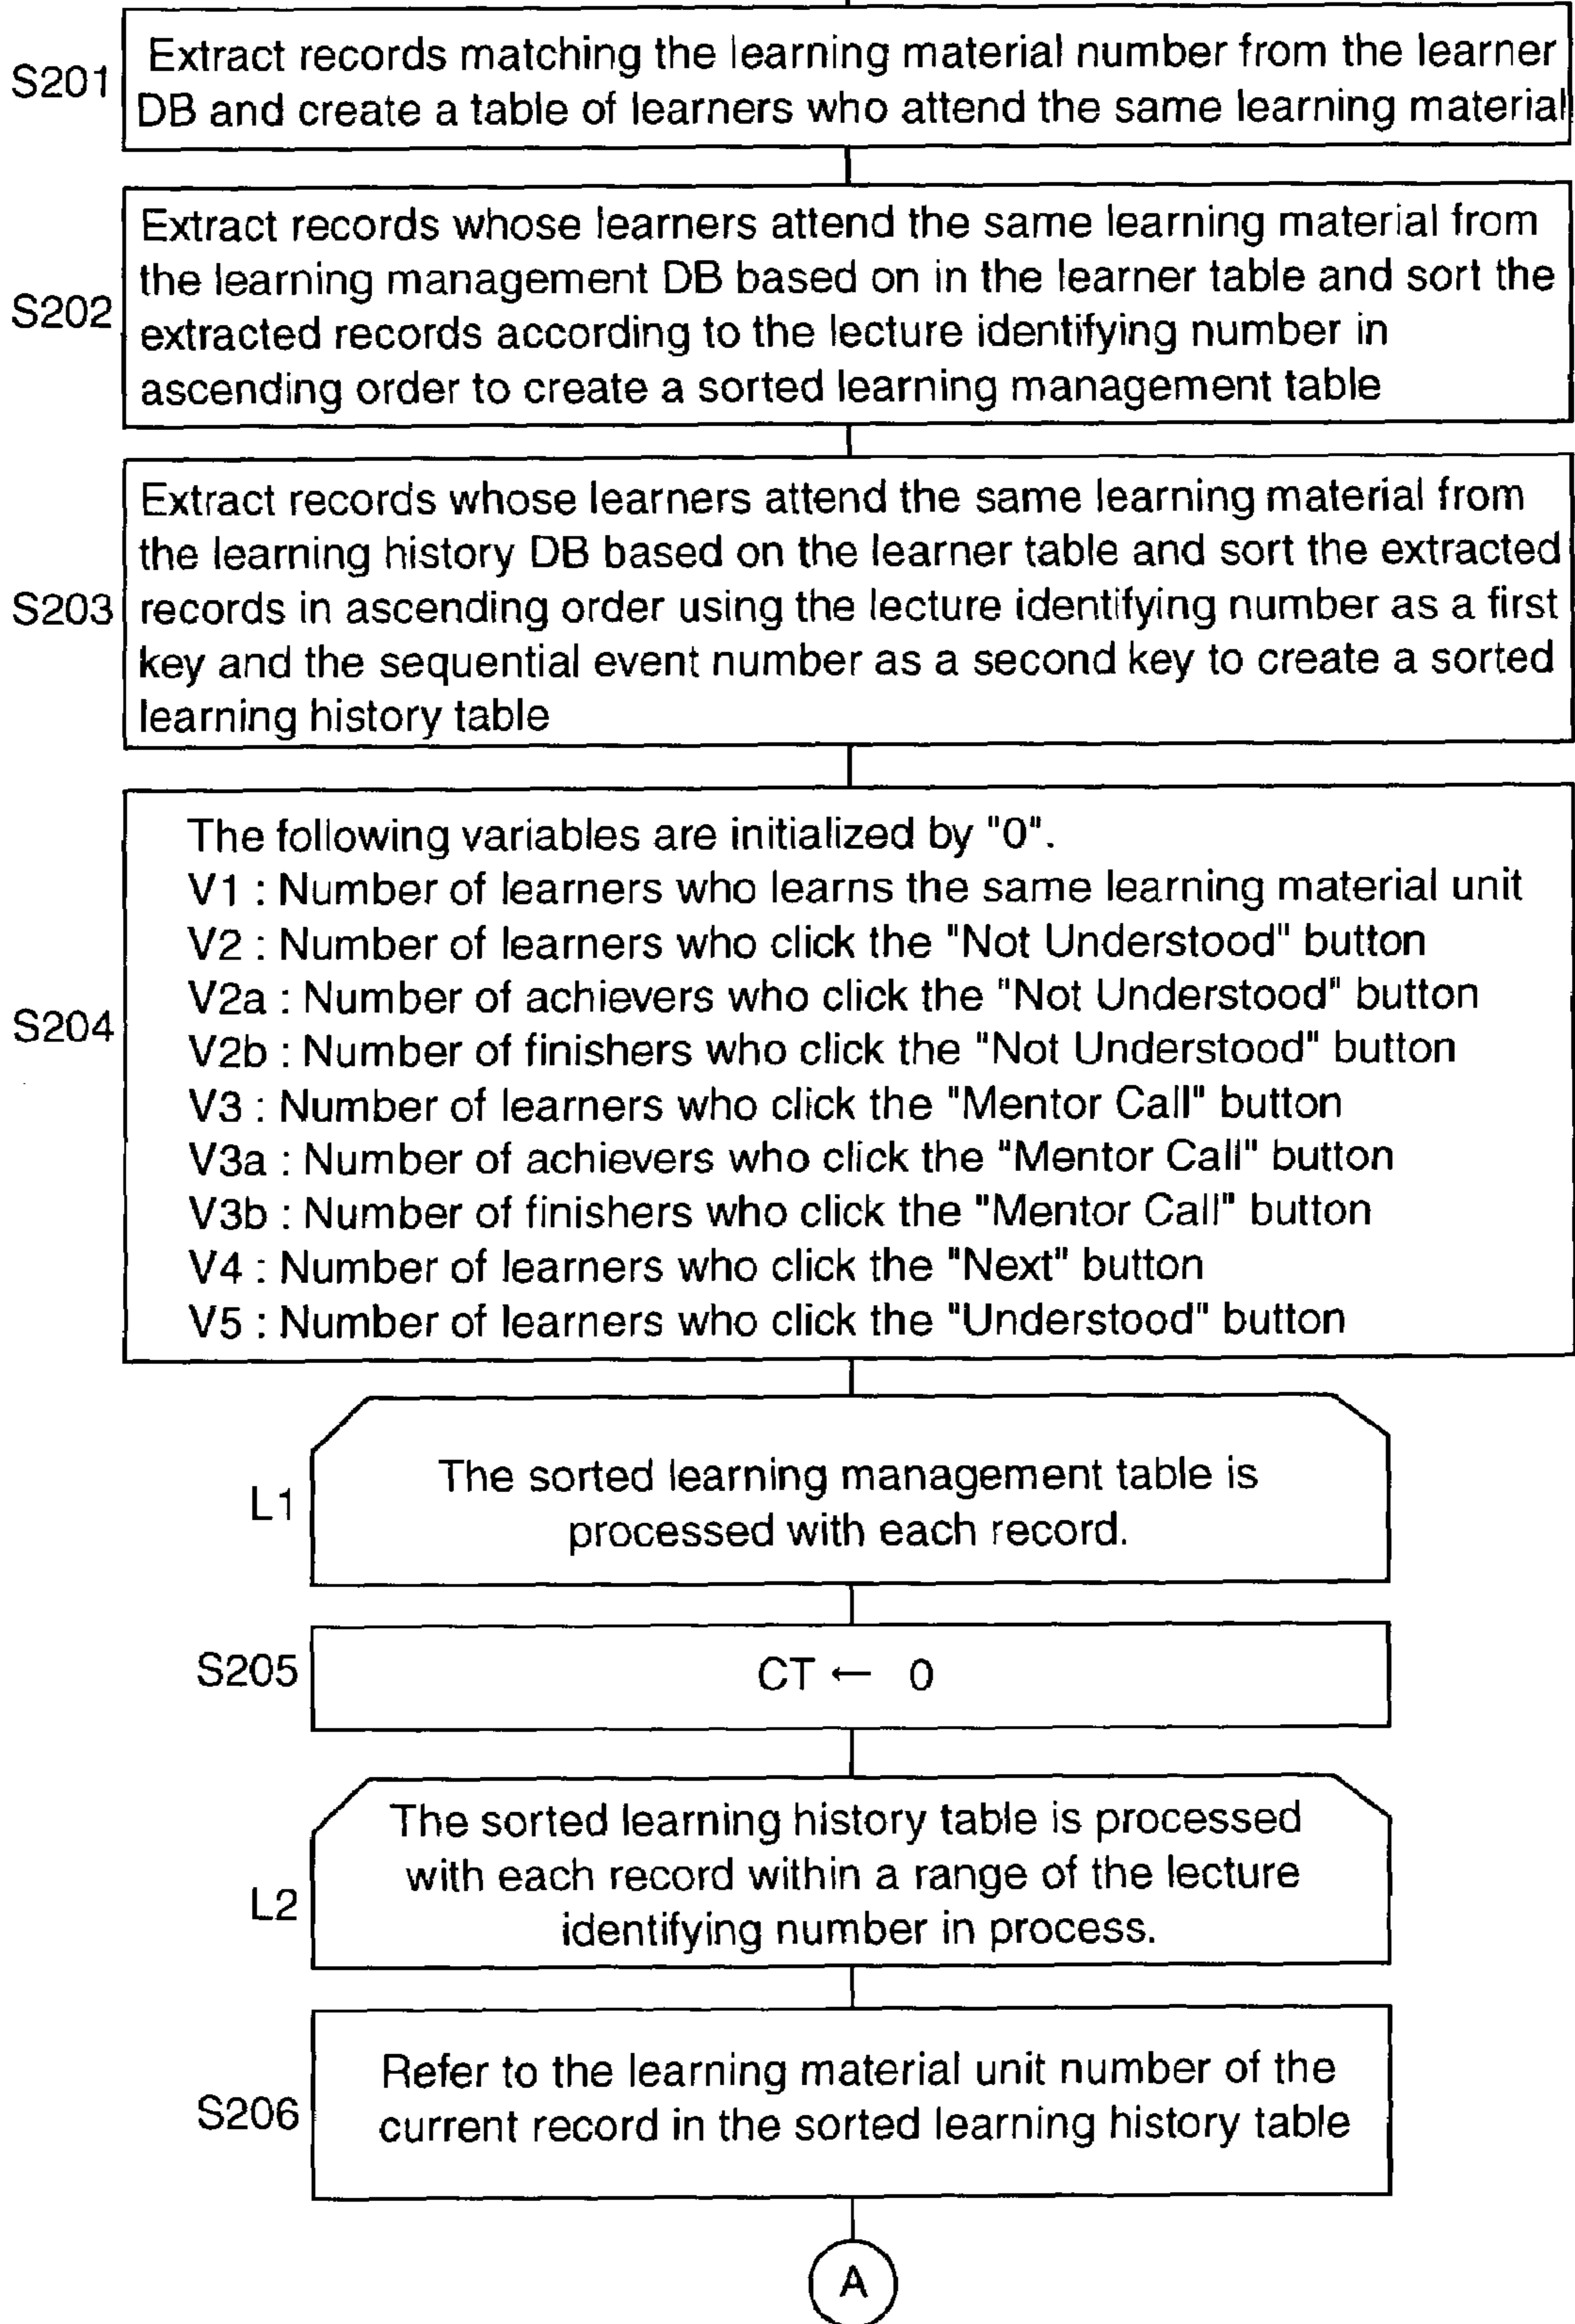 S201
Extract records matching the learning material number from the learner
DB and create a table of learners who attend the same learning material
S202
Extract records whose learners attend the same learning material from
the learning management DB based on in the learner table and sort the
extracted records according to the lecture identifying number in
ascending order to create a sorted learning management table
S203
Extract records whose learners attend the same learning material from
the learning history DB based on the learner table and sort the extracted
records in ascending order using the lecture identifying number as a first
key and the sequential event number as a second key to create a sorted
learning history table
S204
The following variables are initialized by "0".
V1 : Number of learners who learns the same learning material unit
V2 : Number of learners who click the "Not Understood" button
V2a : Number of achievers who click the "Not Understood" button
V2b : Number of finishers who click the "Not Understood" button
V3 : Number of learners who click the "Mentor Call" button
V3a : Number of achievers who click the "Mentor Call" button
V3b : Number of finishers who click the "Mentor Call" button
V4 : Number of learners who click the "Next" button
V5 : Number of learners who click the "Understood" button
L1
The sorted learning management table is
processed with each record.
S205
CT ← 0
L2
The sorted learning history table is processed
with each record within a range of the lecture
identifying number in process.
S206
Refer to the learning material unit number of the
current record in the sorted learning history table
A